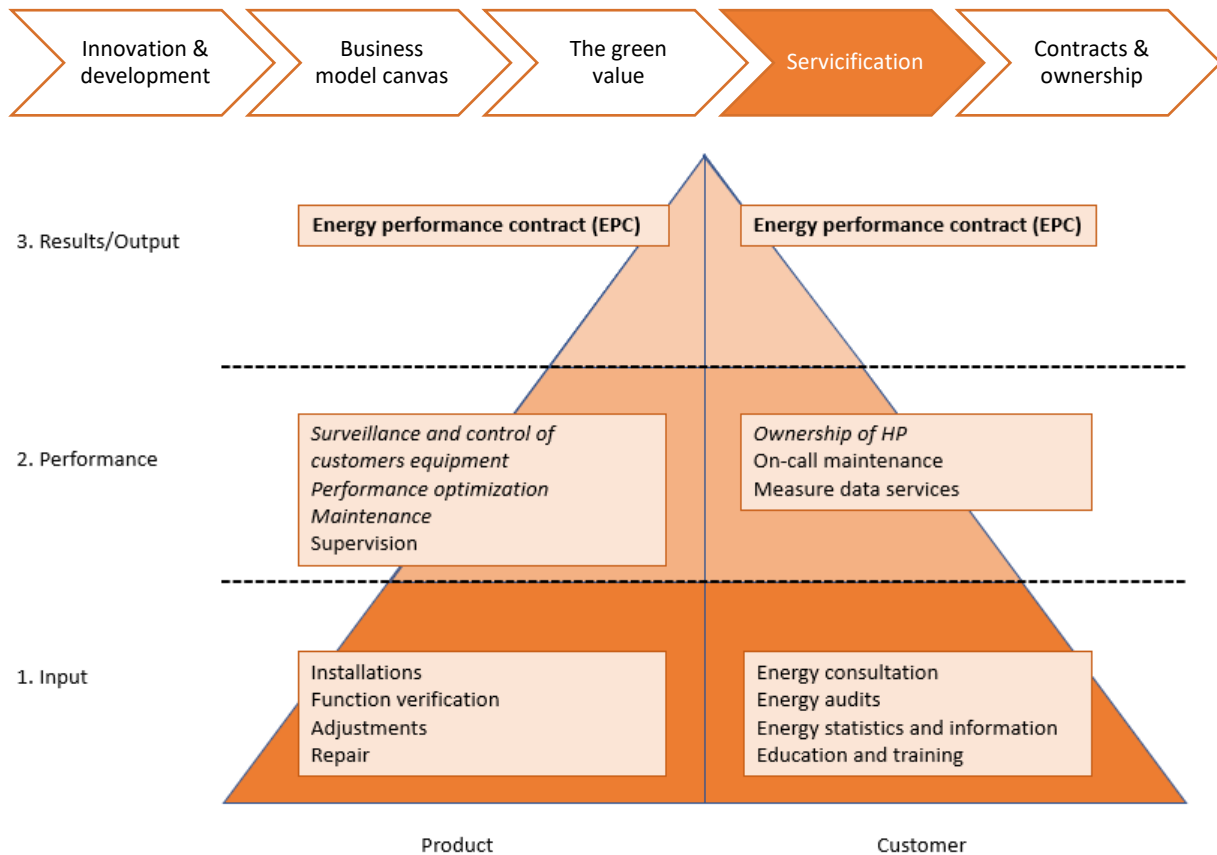 Innovation &
development
Business
model canvas
The green
value
Servicification
Contracts &
ownership
3. Results/Output
Energy performance contract (EPC)
Energy performance contract (EPC)
2. Performance
Surveillance and control of
customers equipment
Performance optimization
Maintenance
Supervision
Ownership of HP
On-call maintenance
Measure data services
1. Input
Installations
Function verification
Adjustments
Repair
Energy consultation
Energy audits
Energy statistics and information
Education and training
Product
Customer